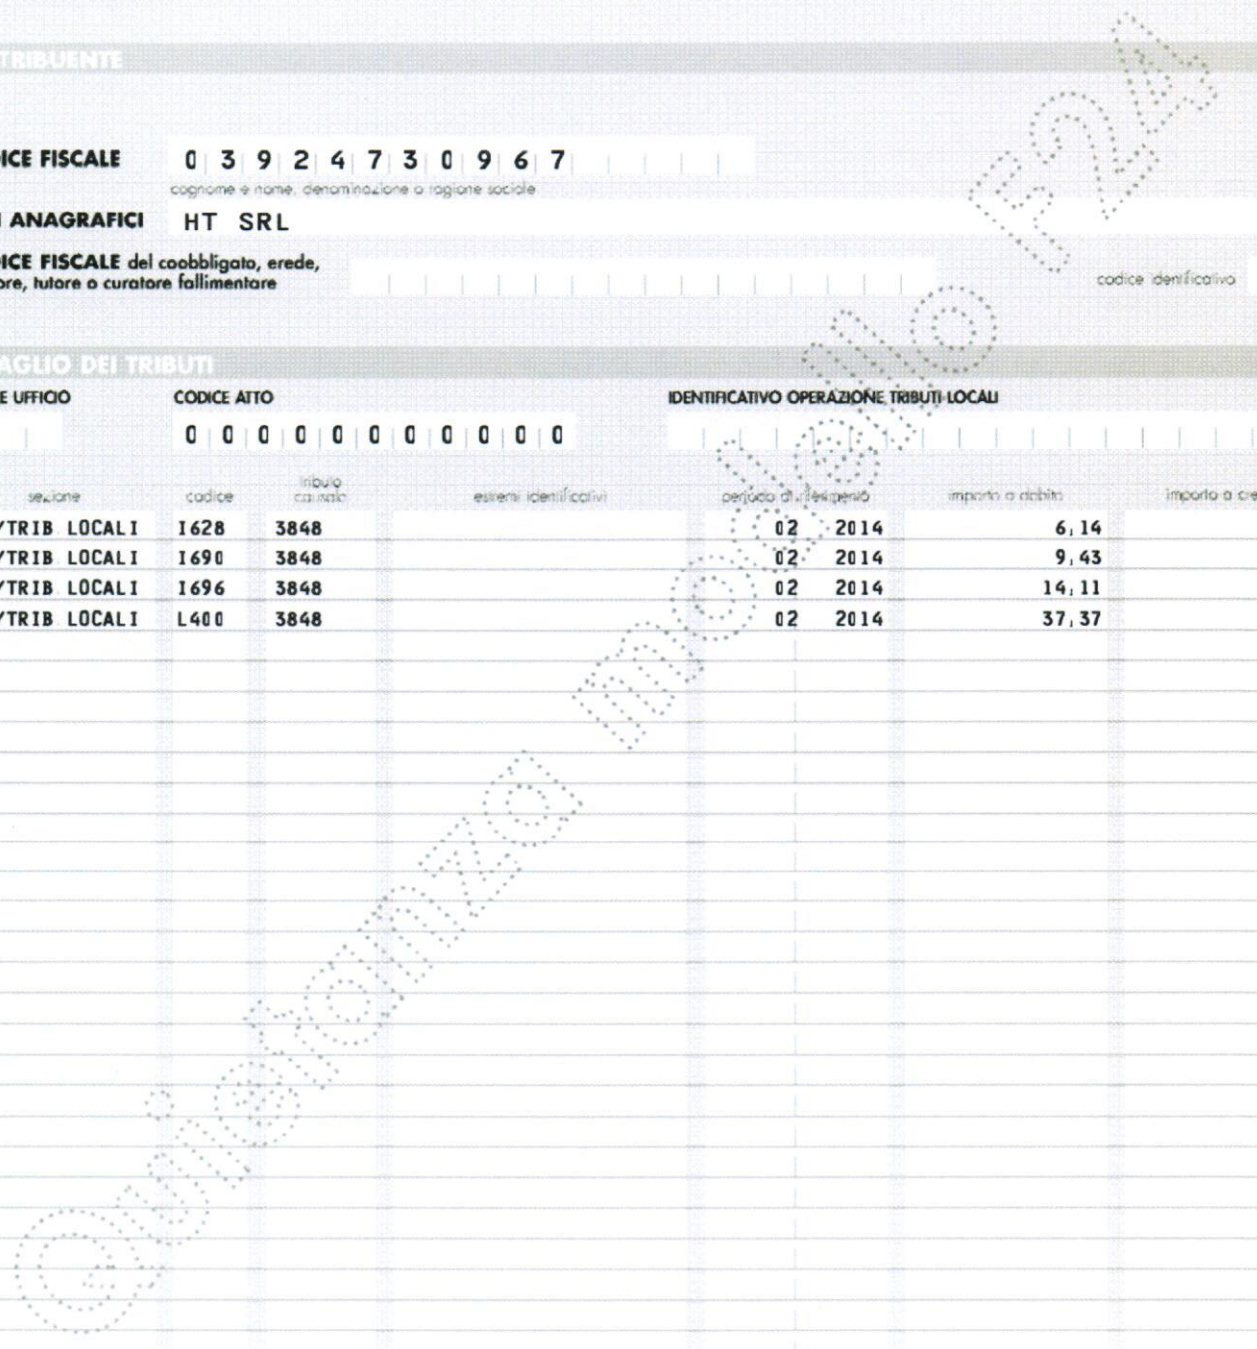 TRIBUENTE
ICE FISCALE 0 3 9 2 4 7 3 0 9 6 7
cognome e nome, denominazione o ragione sociale
I ANAGRAFICI HT SRL
ICE FISCALE del coobbligato, erede,
ore, tutore o curatore fallimentare
codice identificativo
AGLIO DEI TRIBUTI
E UFFICIO CODICE ATTO IDENTIFICATIVO OPERAZIONE TRIBUTI LOCALI
0 0 0 0 0 0 0 0 0 0 0
sezione codice tributo causale estremi identificativi periodo di riferimento importo a debito importo a cre
/TRIB LOCALI I628 3848 02 2014 6,14
/TRIB LOCALI I690 3848 02 2014 9,43
/TRIB LOCALI I696 3848 02 2014 14,11
/TRIB LOCALI L400 3848 02 2014 37,37
Quietanza modello F24